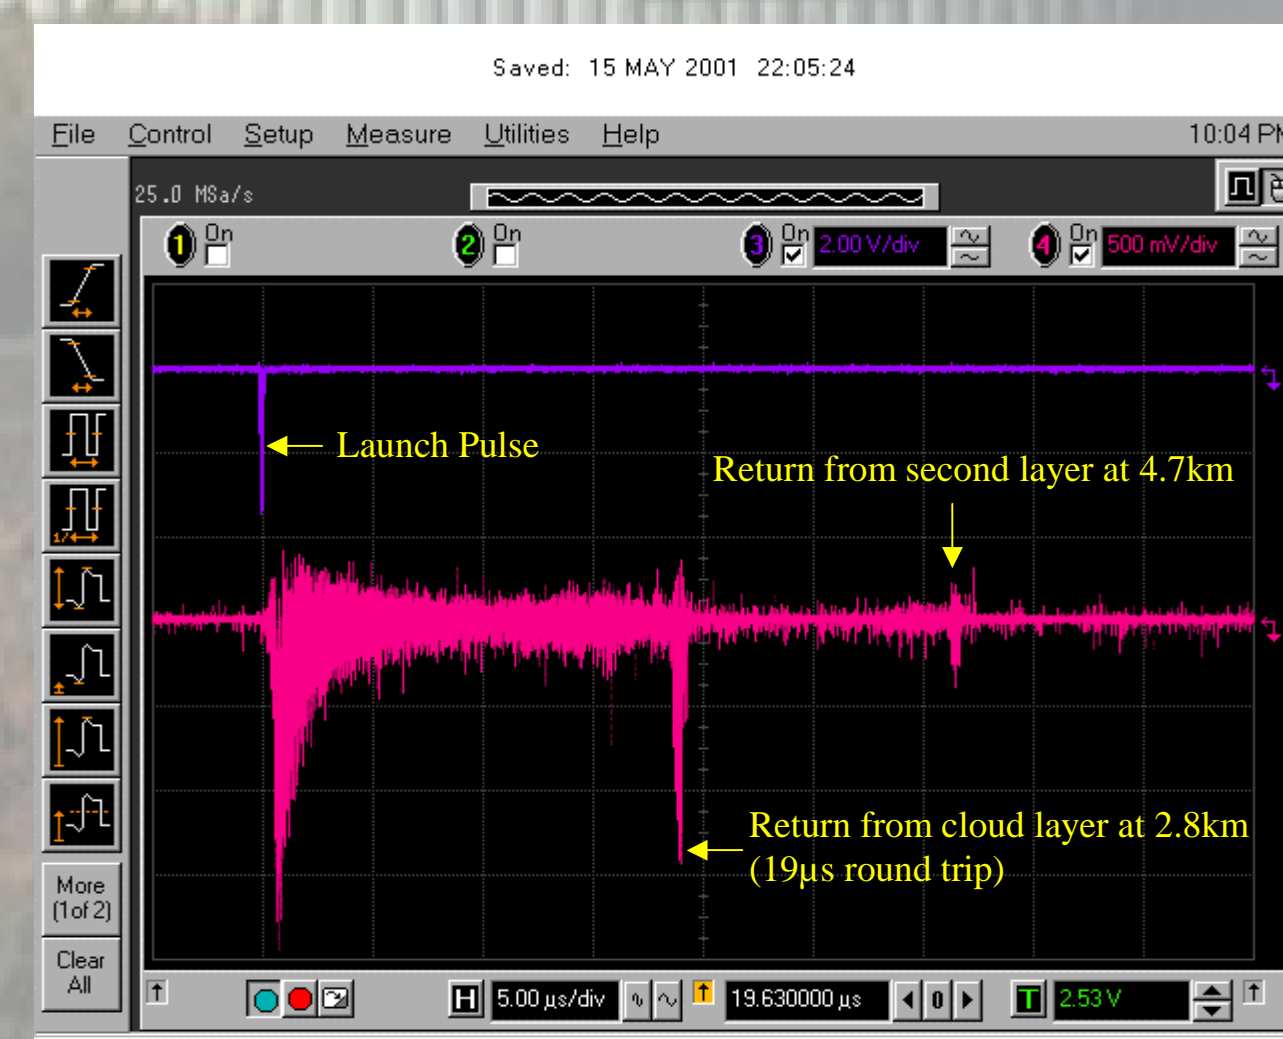 Saved: 15 MAY 2001 22:05:24
File Control Setup Measure Utilities Help 10:04 PM
25.0 MSa/s
1 On 2 On 3 On 2.00 V/div 4 On 500 mV/div
Launch Pulse
Return from second layer at 4.7km
1/
Return from cloud layer at 2.8km
(19µs round trip)
More
(1of 2)
Clear
All
H 5.00 µs/div 19.630000 µs 0 T 2.53 V